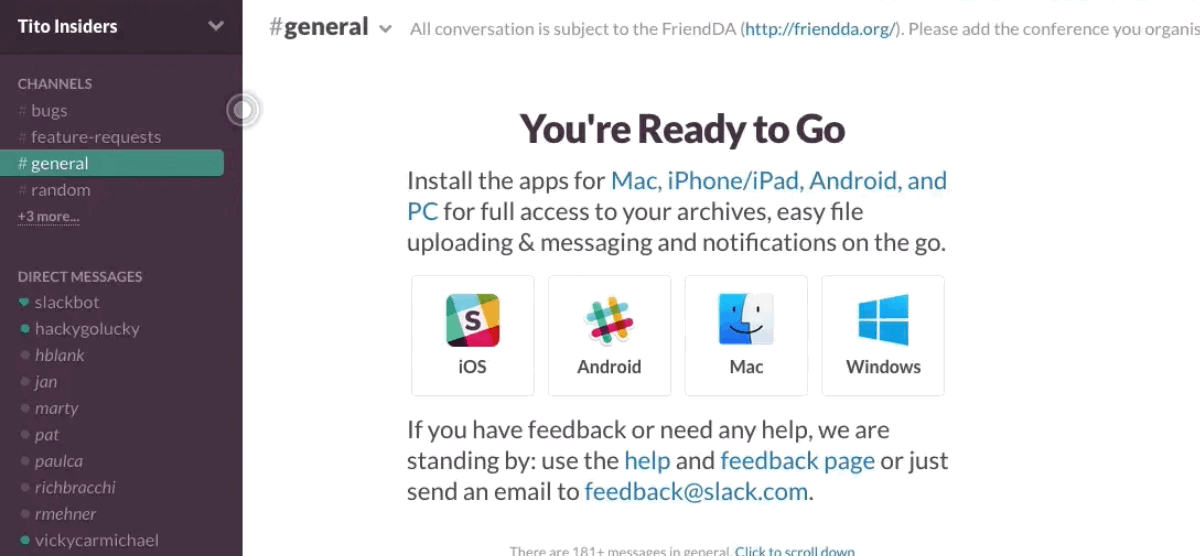 Tito Insiders
#general
All conversation is subject to the FriendDA (http://friendda.org/). Please add the conference you organis
CHANNELS
# bugs
# feature-requests
# general
# random
+3 more...
DIRECT MESSAGES
slackbot
hackygolucky
hblank
jan
marty
pat
paulca
richbracchi
rmehner
vickycarmichael
You're Ready to Go
Install the apps for Mac, iPhone/iPad, Android, and
PC for full access to your archives, easy file
uploading & messaging and notifications on the go.
S
iOS
Android
Mac
Windows
If you have feedback or need any help, we are
standing by: use the help and feedback page or just
send an email to feedback@slack.com.
There are 181+ messages in general. Click to scroll down